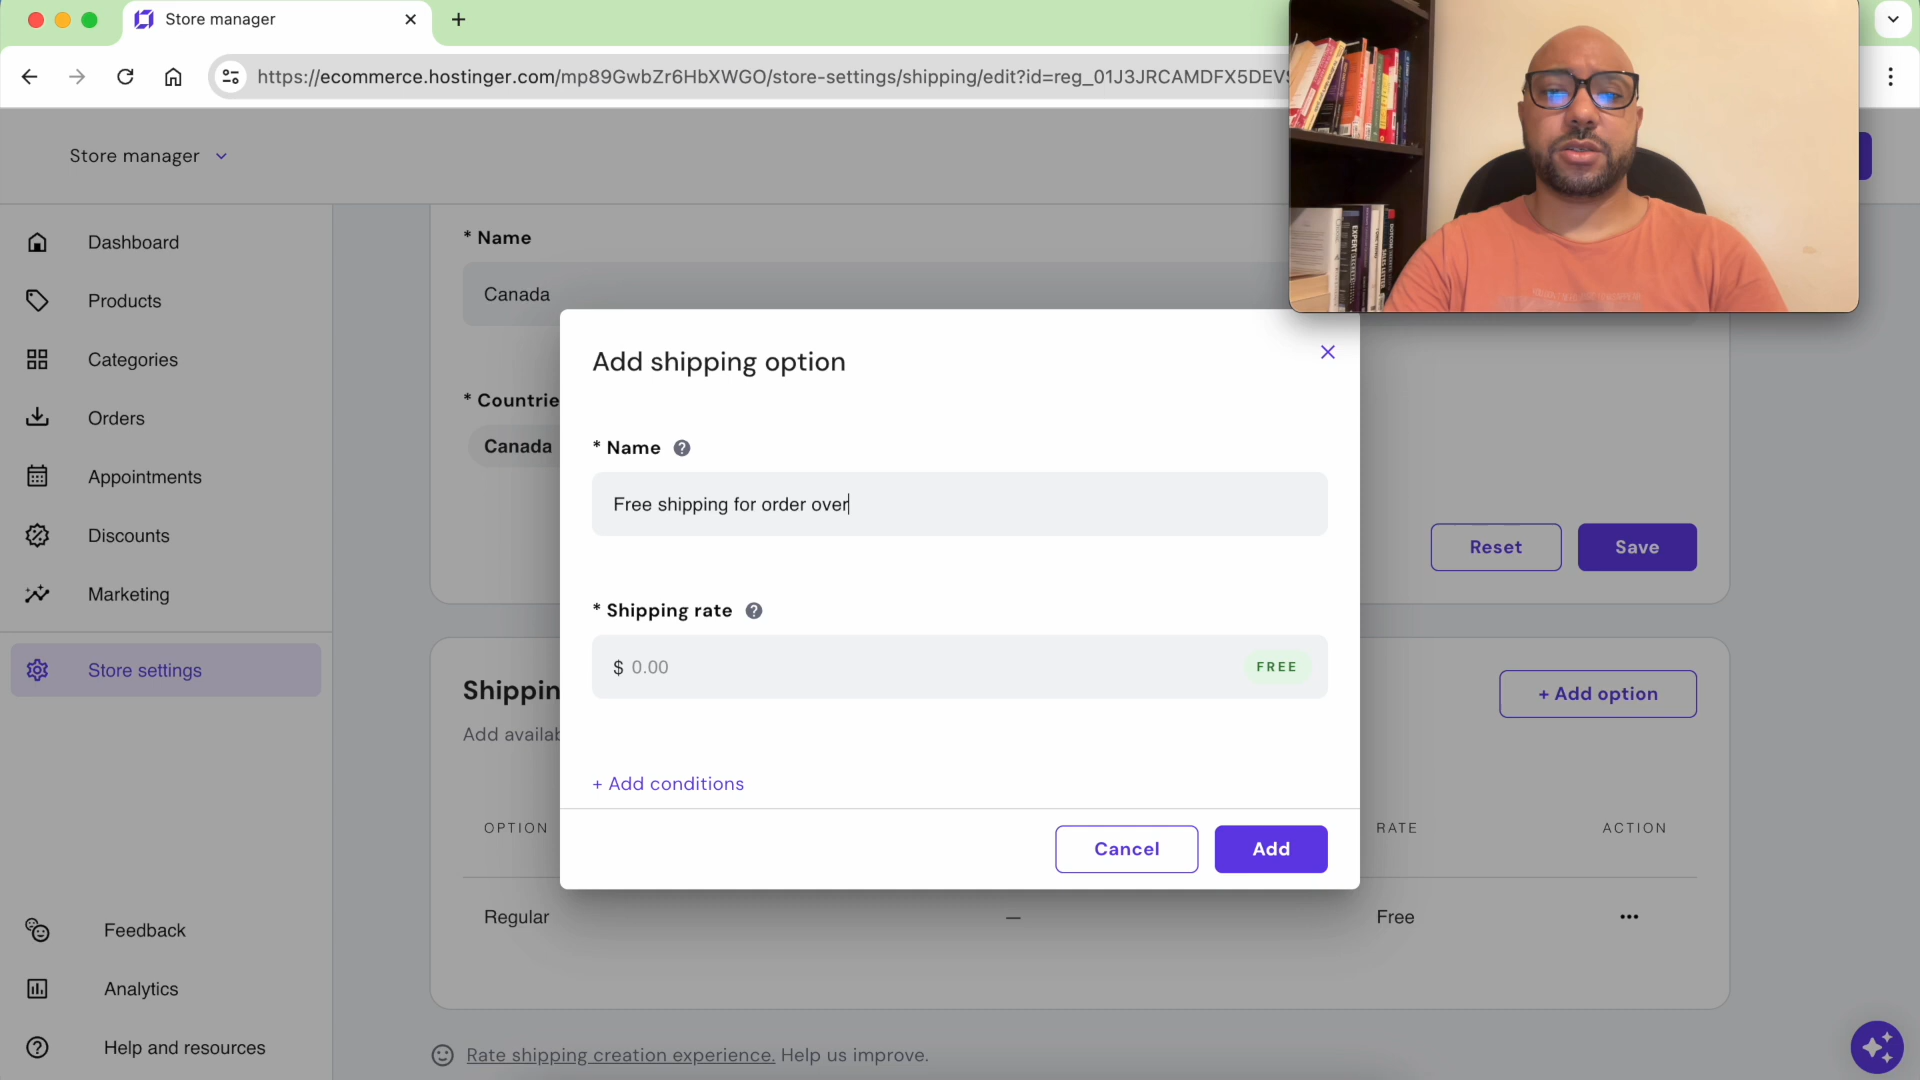 Store manager
https://ecommerce.hostinger.com/mp89GwbZr6HbXWGO/store-settings/shipping/edit?id=reg_01J3JRCAMDFX5DEV
Store manager
Dashboard
Products
Categories
Orders
Appointments
Discounts
Marketing
Store settings
Feedback
Analytics
Help and resources
* Name
Canada
* Countrie
Canada
Reset
Save
Add shipping option
* Name
Free shipping for order over
* Shipping rate
$ 0.00
FREE
+ Add conditions
Cancel
Add
Shippin
Add availab
+ Add option
OPTION
RATE
ACTION
Regular
—
Free
Rate shipping creation experience. Help us improve.
EXPERT SECRETS